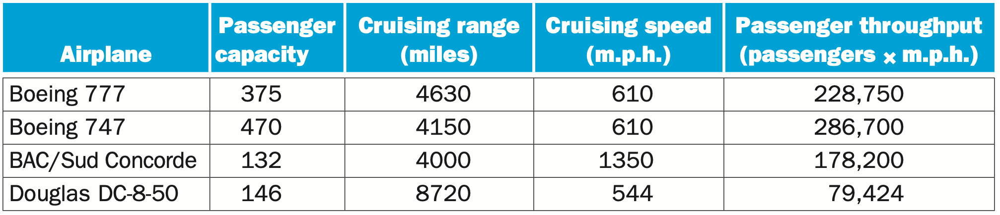 Airplane Passenger capacity Cruising range (miles) Cruising speed (m.p.h.) Passenger throughput (passengers × m.p.h.)
Boeing 777 375 4630 610 228,750
Boeing 747 470 4150 610 286,700
BAC/Sud Concorde 132 4000 1350 178,200
Douglas DC-8-50 146 8720 544 79,424